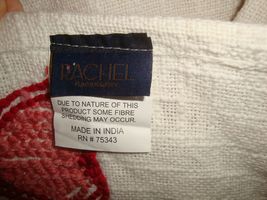 RACHEL
DUE TO NATURE OF THIS
PRODUCT SOME FIBRE
SHEDDING MAY OCCUR.
MADE IN INDIA
RN # 75343